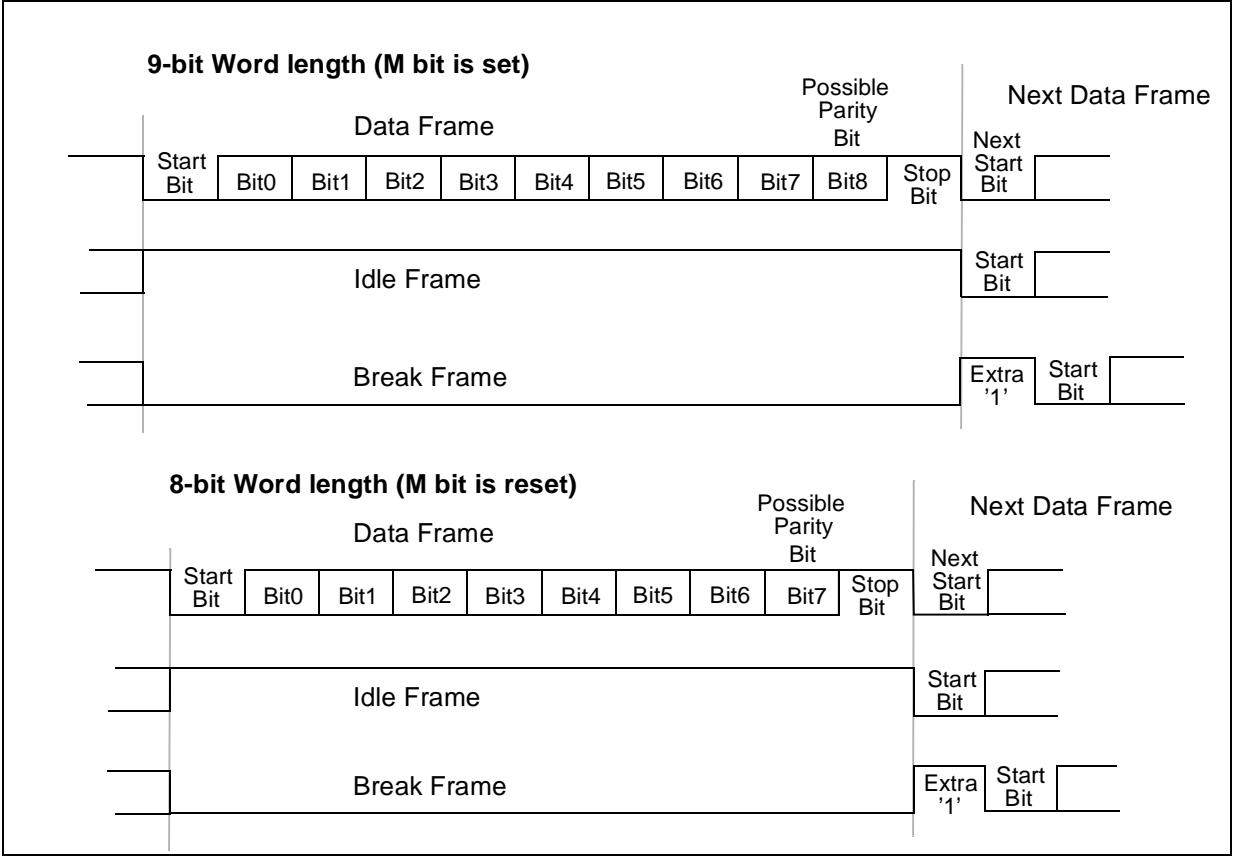 9-bit Word length (M bit is set)
Possible
Parity
Bit
Next Data Frame
Data Frame
Next
Start
Bit
Start
Bit
Bit0
Bit1
Bit2
Bit3
Bit4
Bit5
Bit6
Bit7
Bit8
Stop
Bit
Idle Frame
Start
Bit
Break Frame
Extra
’1’
Start
Bit
8-bit Word length (M bit is reset)
Possible
Parity
Bit
Next Data Frame
Data Frame
Next
Start
Bit
Start
Bit
Bit0
Bit1
Bit2
Bit3
Bit4
Bit5
Bit6
Bit7
Stop
Bit
Idle Frame
Start
Bit
Break Frame
Extra
’1’
Start
Bit